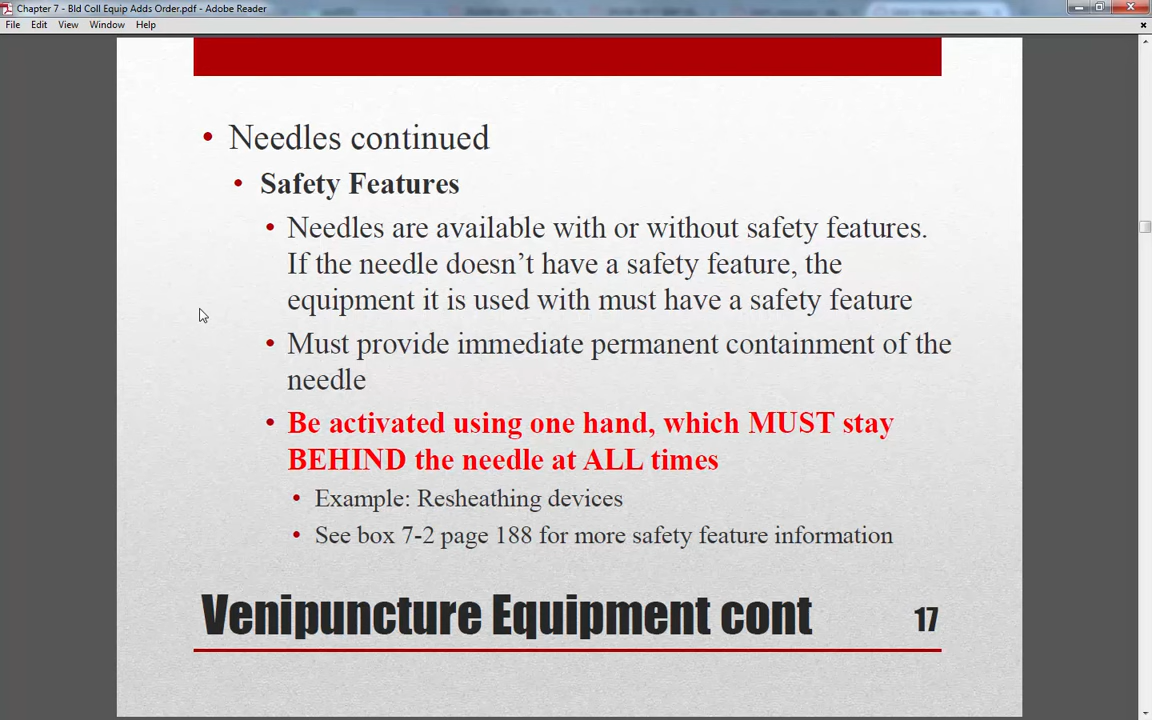 Chapter 7 - Bld Coll Equip Adds Order.pdf - Adobe Reader
File Edit View Window Help
• Needles continued
• Safety Features
• Needles are available with or without safety features.
If the needle doesn’t have a safety feature, the
equipment it is used with must have a safety feature
• Must provide immediate permanent containment of the
needle
• Be activated using one hand, which MUST stay
BEHIND the needle at ALL times
• Example: Resheathing devices
• See box 7-2 page 188 for more safety feature information
Venipuncture Equipment cont 17